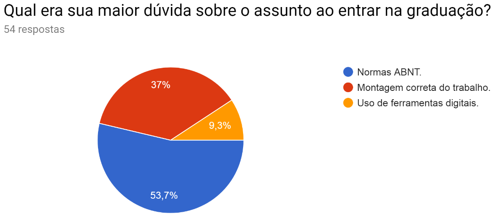 Qual era sua maior dúvida sobre o assunto ao entrar na graduação?
54 respostas
Normas ABNT.
Montagem correta do trabalho.
Uso de ferramentas digitais.
37%
9,3%
53,7%